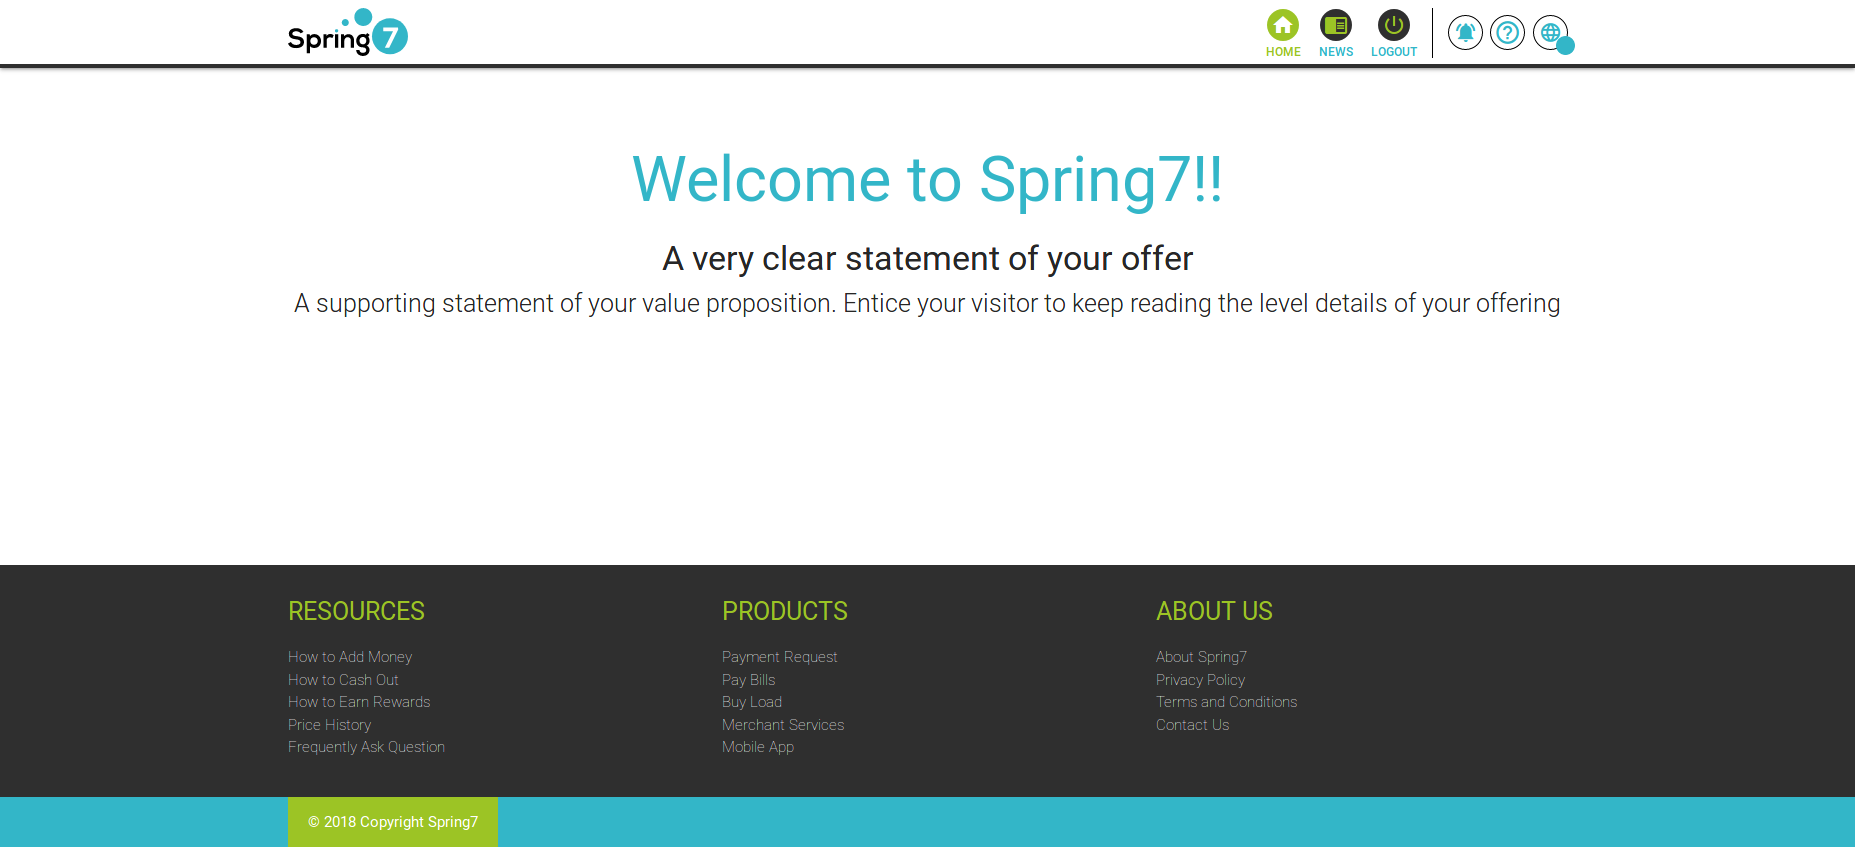 Spring7
HOME
NEWS
LOGOUT
Welcome to Spring7!!
A very clear statement of your offer
A supporting statement of your value proposition. Entice your visitor to keep reading the level details of your offering
RESOURCES
How to Add Money
How to Cash Out
How to Earn Rewards
Price History
Frequently Ask Question
PRODUCTS
Payment Request
Pay Bills
Buy Load
Merchant Services
Mobile App
ABOUT US
About Spring7
Privacy Policy
Terms and Conditions
Contact Us
© 2018 Copyright Spring7